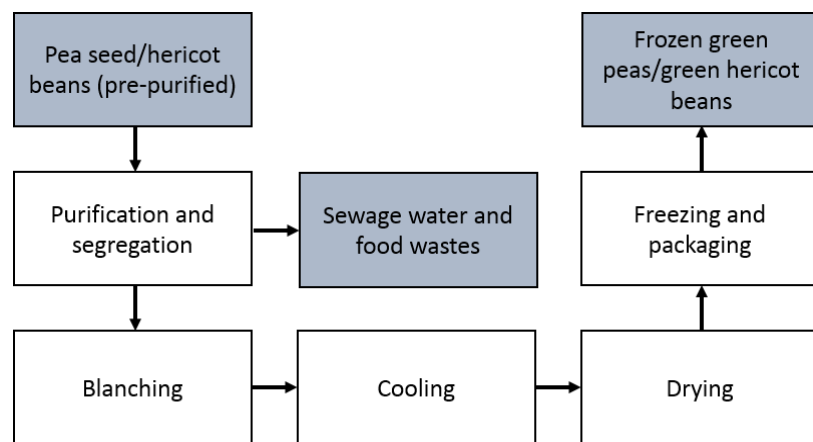 Pea seed/hericot
beans (pre-purified)
Purification and
segregation
Sewage water and
food wastes
Blanching
Cooling
Drying
Freezing and
packaging
Frozen green
peas/green hericot
beans